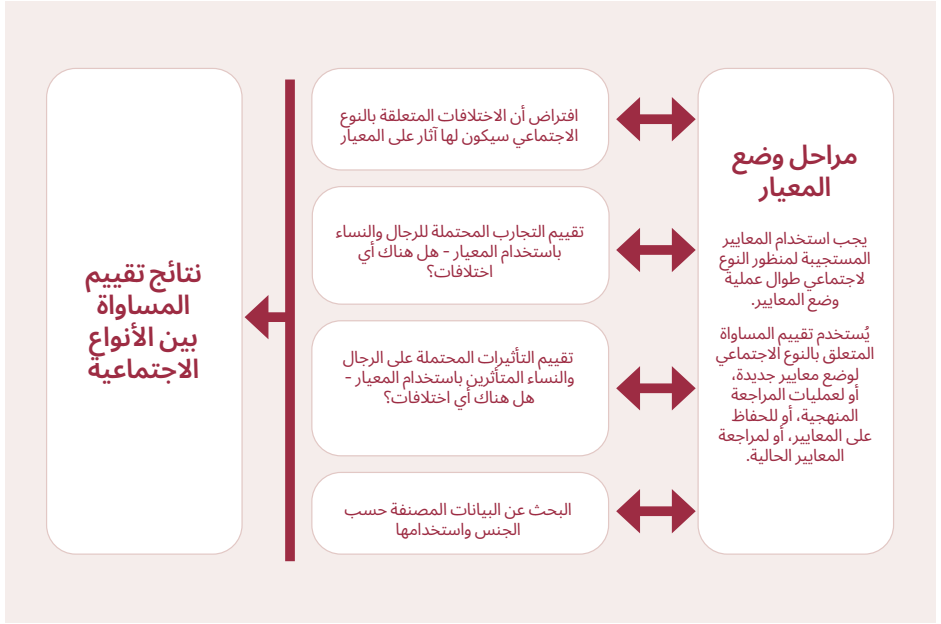 مراحل وضع
المعيار
يجب استخدام المعايير
المستجيبة لمنظور النوع
لاجتماعي طوال عملية
وضع المعايير.
يُستخدم تقييم المساواة
المتعلق بالنوع الاجتماعي
لوضع معايير جديدة،
أو لعمليات المراجعة
المنهجية، أو للحفاظ
على المعايير، أو لمراجعة
المعايير الحالية.
افتراض أن الاختلافات المتعلقة بالنوع
الاجتماعي سيكون لها آثار على المعيار
تقييم التجارب المحتملة للرجال والنساء
باستخدام المعيار - هل هناك أي
اختلافات؟
تقييم التأثيرات المحتملة على الرجال
والنساء المتأثرين باستخدام المعيار -
هل هناك أي اختلافات؟
البحث عن البيانات المصنفة حسب
الجنس واستخدامها
نتائج تقييم
المساواة
بين الأنواع
الاجتماعية